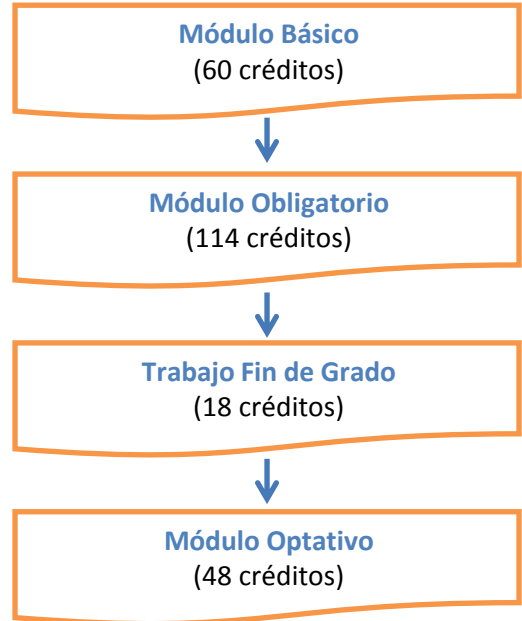 Módulo Básico
(60 créditos)
Módulo Obligatorio
(114 créditos)
Trabajo Fin de Grado
(18 créditos)
Módulo Optativo
(48 créditos)